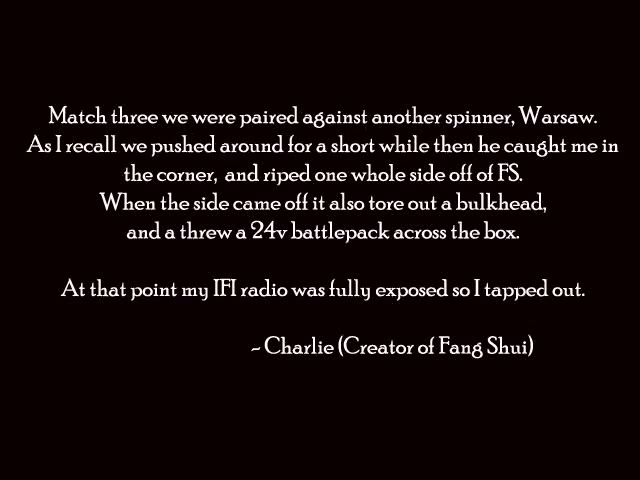 Match three we were paired against another spinner, Warsaw.
As I recall we pushed around for a short while then he caught me in
the corner, and riped one whole side off of FS.
When the side came off it also tore out a bulkhead,
and a threw a 24v battlepack across the box.
At that point my IFI radio was fully exposed so I tapped out.
~ Charlie (Creator of Fang Shui)